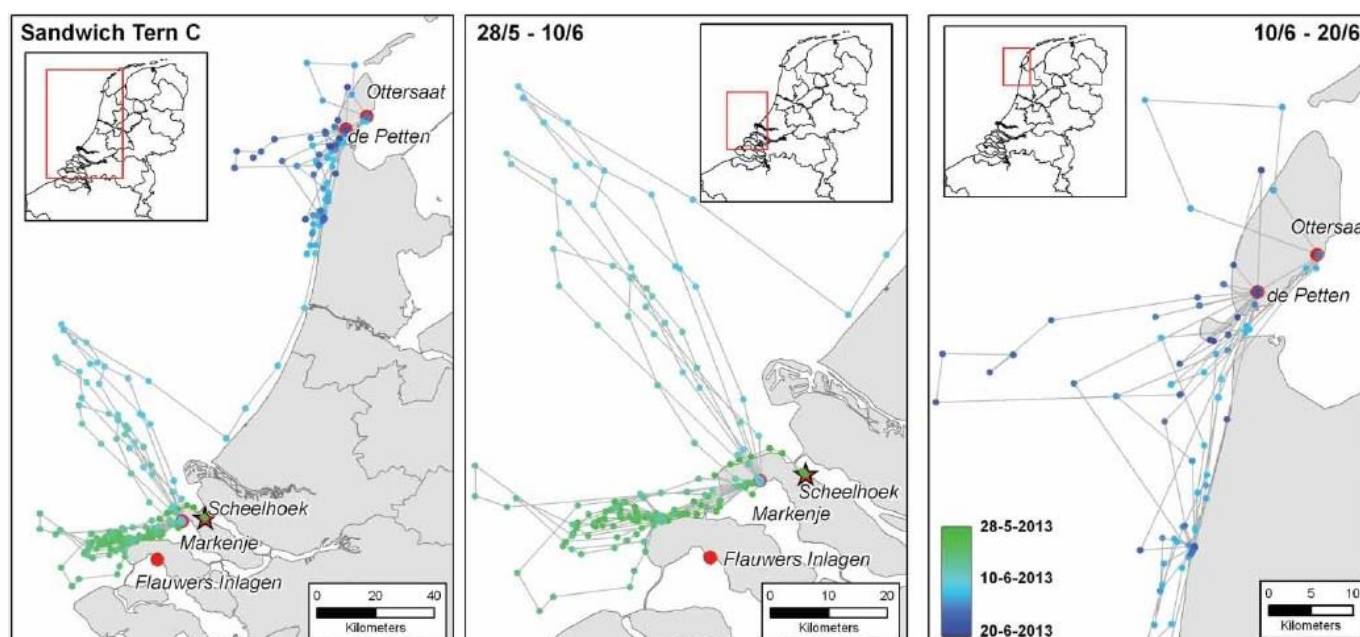 Sandwich Tern C
Ottersaat
de Petten
Scheelhoek
Markenje
Flauwers Inlagen
0 20 40
Kilometers
28/5 - 10/6
Scheelhoek
Markenje
Flauwers Inlagen
0 10 20
Kilometers
10/6 - 20/6
Ottersaa
de Petten
28-5-2013
10-6-2013
20-6-2013
0 5 10
Kilometers